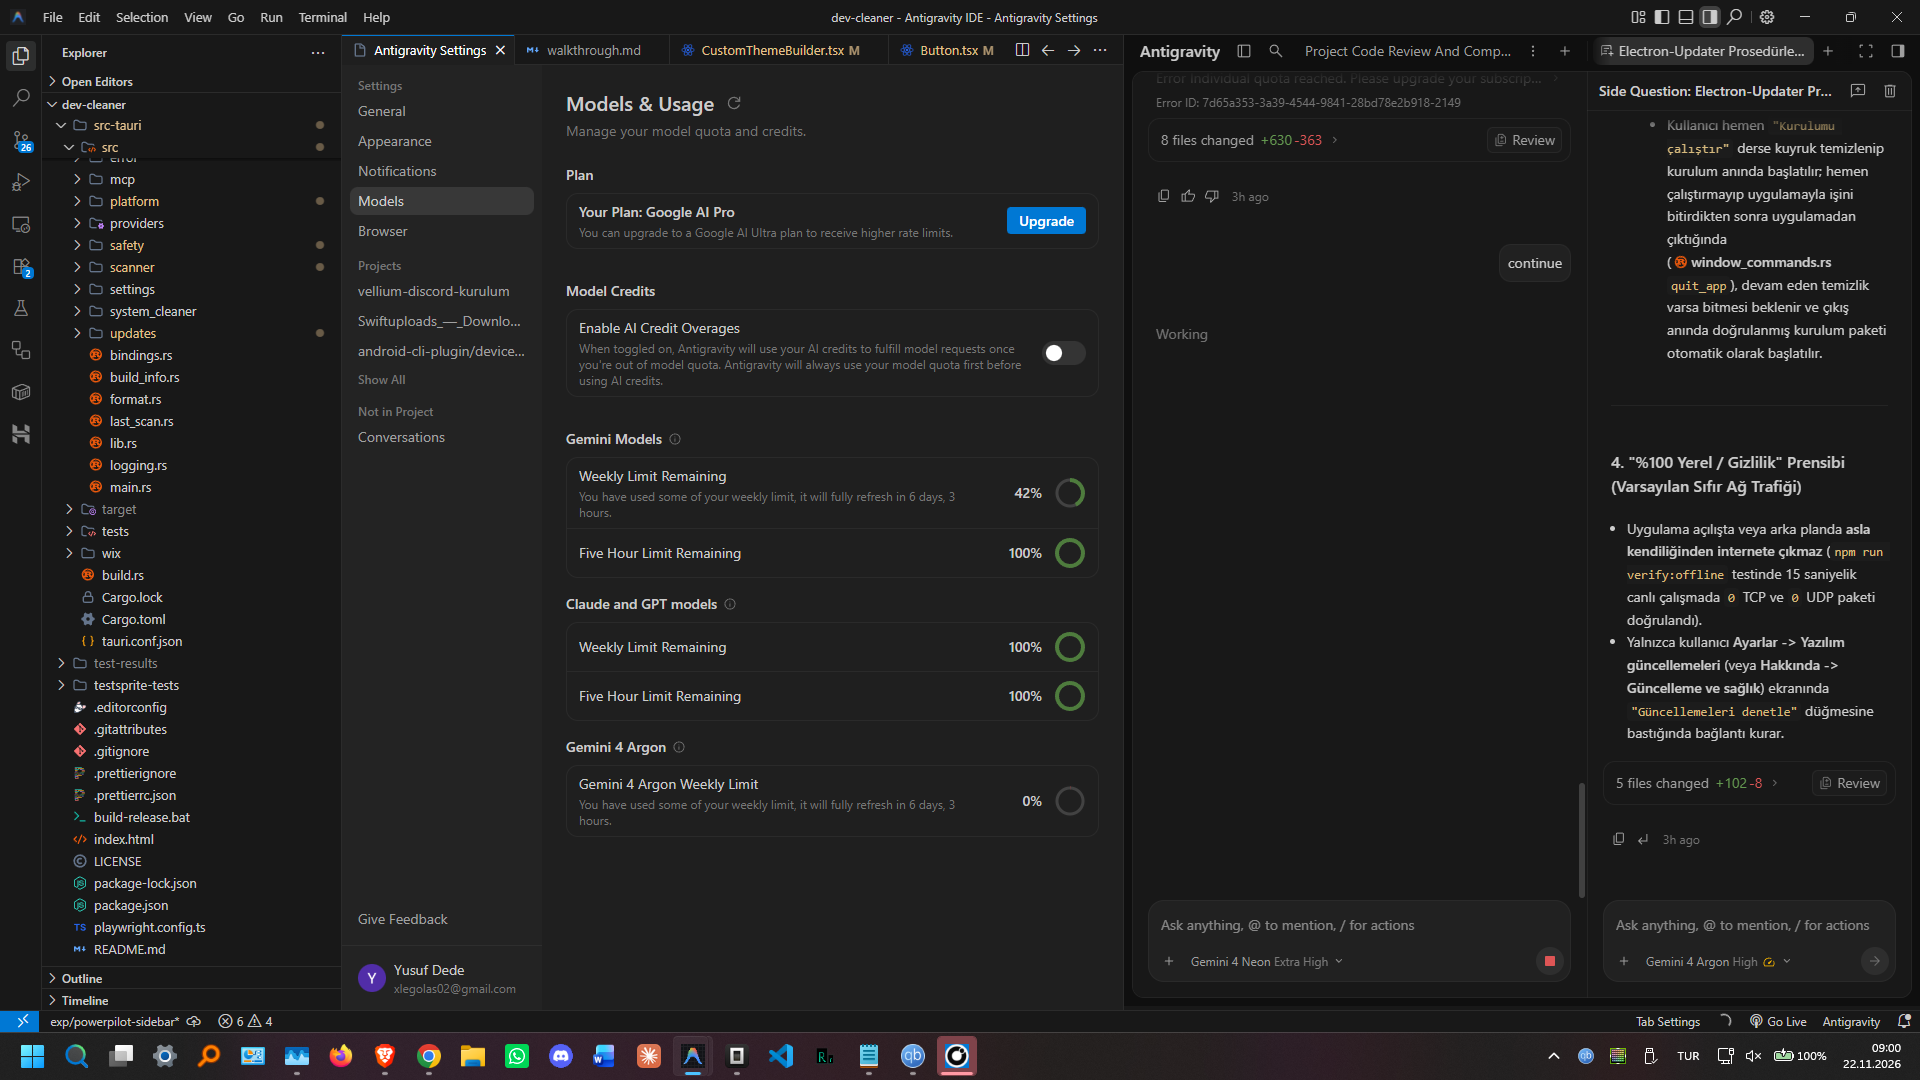 File Edit Selection View Go Run Terminal Help
dev-cleaner - Antigravity IDE - Antigravity Settings
Explorer
Open Editors
dev-cleaner
src-tauri
src
error
mcp
platform
providers
safety
scanner
settings
system_cleaner
updates
bindings.rs
build_info.rs
format.rs
last_scan.rs
lib.rs
logging.rs
main.rs
target
tests
wix
build.rs
Cargo.lock
Cargo.toml
tauri.conf.json
test-results
testsprite-tests
.editorconfig
.gitattributes
.gitignore
.prettierignore
.prettierrc.json
build-release.bat
index.html
LICENSE
package-lock.json
package.json
playwright.config.ts
README.md
Outline
Timeline
26
2
Antigravity Settings
walkthrough.md
CustomThemeBuilder.tsx M
Button.tsx M
Settings
General
Appearance
Notifications
Models
Browser
Projects
vellium-discord-kurulum
Swiftuploads_—_Downlo...
android-cli-plugin/device...
Show All
Not in Project
Conversations
Give Feedback
Y
Yusuf Dede
xlegolas02@gmail.com
Models & Usage
Manage your model quota and credits.
Plan
Your Plan: Google AI Pro
You can upgrade to a Google AI Ultra plan to receive higher rate limits.
Upgrade
Model Credits
Enable AI Credit Overages
When toggled on, Antigravity will use your AI credits to fulfill model requests once
you're out of model quota. Antigravity will always use your model quota first before
using AI credits.
Gemini Models
Weekly Limit Remaining
You have used some of your weekly limit, it will fully refresh in 6 days, 3
hours.
42%
Five Hour Limit Remaining
100%
Claude and GPT models
Weekly Limit Remaining
100%
Five Hour Limit Remaining
100%
Gemini 4 Argon
Gemini 4 Argon Weekly Limit
You have used some of your weekly limit, it will fully refresh in 6 days, 3
hours.
0%
Antigravity
Project Code Review And Comp...
Electron-Updater Prosedürle...
Error Individual quota reached. Please upgrade your subscrip...
Error ID: 7d65a353-3a39-4544-9841-28bd78e2b918-2149
8 files changed +630 -363
Review
3h ago
continue
Working
Ask anything, @ to mention, / for actions
Gemini 4 Neon Extra High
Side Question: Electron-Updater Pr...
Kullanıcı hemen "Kurulumu
çalıştır" derse kuyruk temizlenip
kurulum anında başlatılır; hemen
çalıştırmayıp uygulamayla işini
bitirdikten sonra uygulamadan
çıktığında
( window_commands.rs
quit_app ), devam eden temizlik
varsa bitmesi beklenir ve çıkış
anında doğrulanmış kurulum paketi
otomatik olarak başlatılır.
4. "%100 Yerel / Gizlilik" Prensibi
(Varsayılan Sıfır Ağ Trafiği)
Uygulama açılışta veya arka planda asla
kendiliğinden internete çıkmaz ( npm run
verify:offline testinde 15 saniyelik
canlı çalışmada 0 TCP ve 0 UDP paketi
doğrulandı).
Yalnızca kullanıcı Ayarlar -> Yazılım
güncellemeleri (veya Hakkında ->
Güncelleme ve sağlık) ekranında
"Güncellemeleri denetle" düğmesine
bastığında bağlantı kurar.
5 files changed +102 -8
Review
3h ago
Ask anything, @ to mention, / for actions
Gemini 4 Argon High
exp/powerpilot-sidebar*
6 4
Tab Settings
Go Live
Antigravity
TUR
100%
09:00
22.11.2026